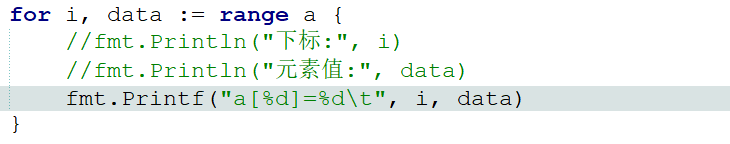 for i, data := range a {
    //fmt.Println("下标:", i)
    //fmt.Println("元素值:", data)
    fmt.Printf("a[%d]=%d\t", i, data)
}